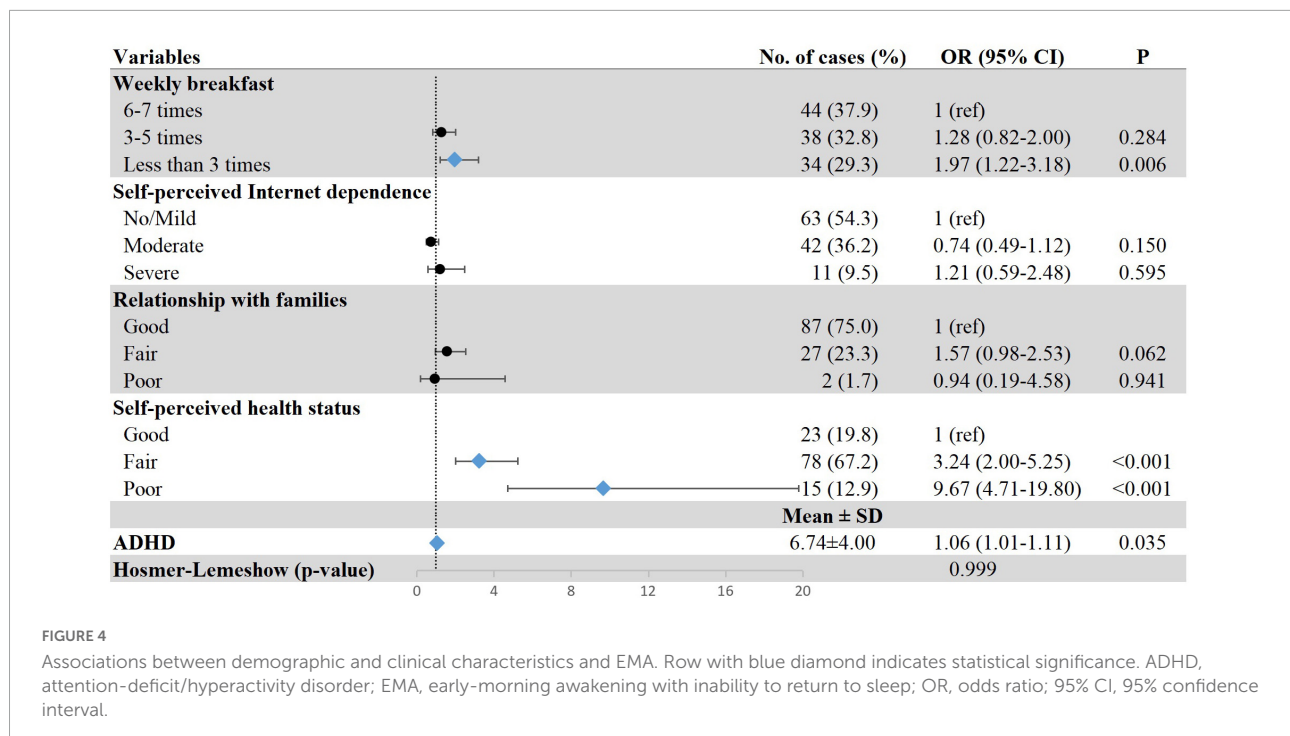 Variables No. of cases (%) OR (95% CI) P
Weekly breakfast
6-7 times 44 (37.9) 1 (ref)
3-5 times 38 (32.8) 1.28 (0.82-2.00) 0.284
Less than 3 times 34 (29.3) 1.97 (1.22-3.18) 0.006
Self-perceived Internet dependence
No/Mild 63 (54.3) 1 (ref)
Moderate 42 (36.2) 0.74 (0.49-1.12) 0.150
Severe 11 (9.5) 1.21 (0.59-2.48) 0.595
Relationship with families
Good 87 (75.0) 1 (ref)
Fair 27 (23.3) 1.57 (0.98-2.53) 0.062
Poor 2 (1.7) 0.94 (0.19-4.58) 0.941
Self-perceived health status
Good 23 (19.8) 1 (ref)
Fair 78 (67.2) 3.24 (2.00-5.25) <0.001
Poor 15 (12.9) 9.67 (4.71-19.80) <0.001
Mean ± SD
ADHD 6.74±4.00 1.06 (1.01-1.11) 0.035
Hosmer-Lemeshow (p-value) 0.999
0 4 8 12 16 20
FIGURE 4
Associations between demographic and clinical characteristics and EMA. Row with blue diamond indicates statistical significance. ADHD,
attention-deficit/hyperactivity disorder; EMA, early-morning awakening with inability to return to sleep; OR, odds ratio; 95% CI, 95% confidence
interval.